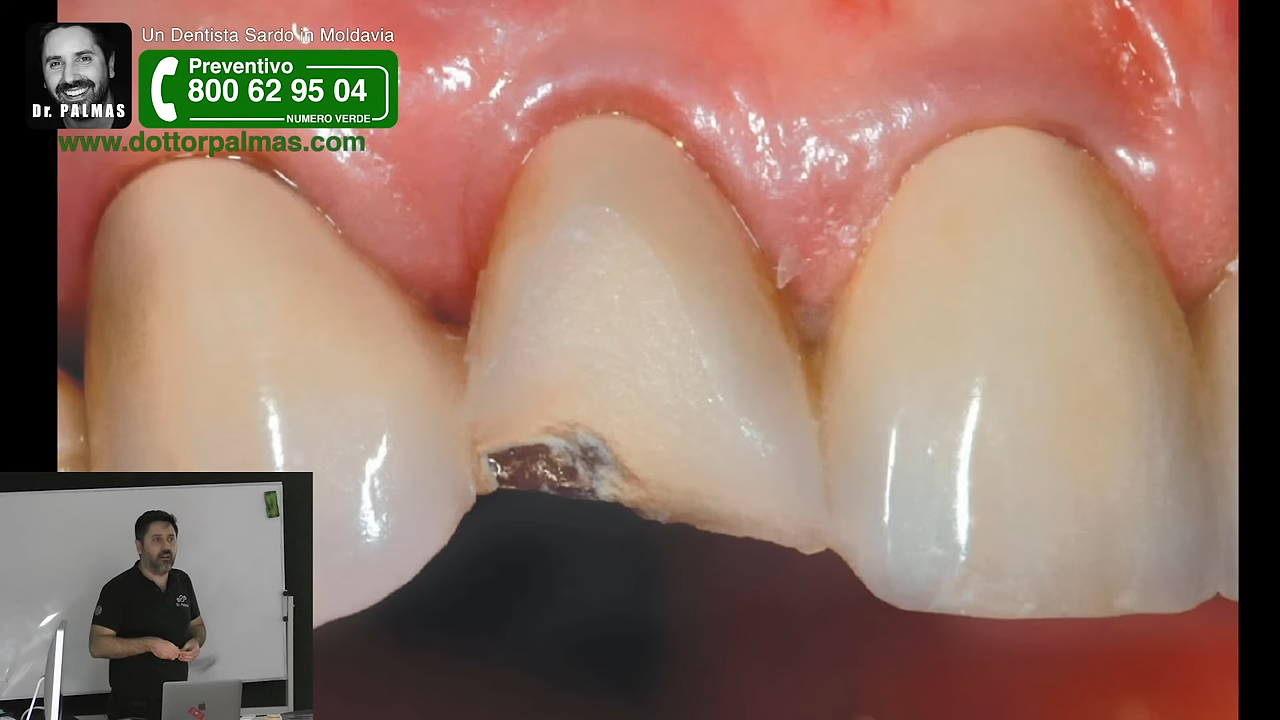 Un Dentista Sardo in Moldavia
Preventivo
800 62 95 04
NUMERO VERDE
Dr. PALMAS
www.dottorpalmas.com